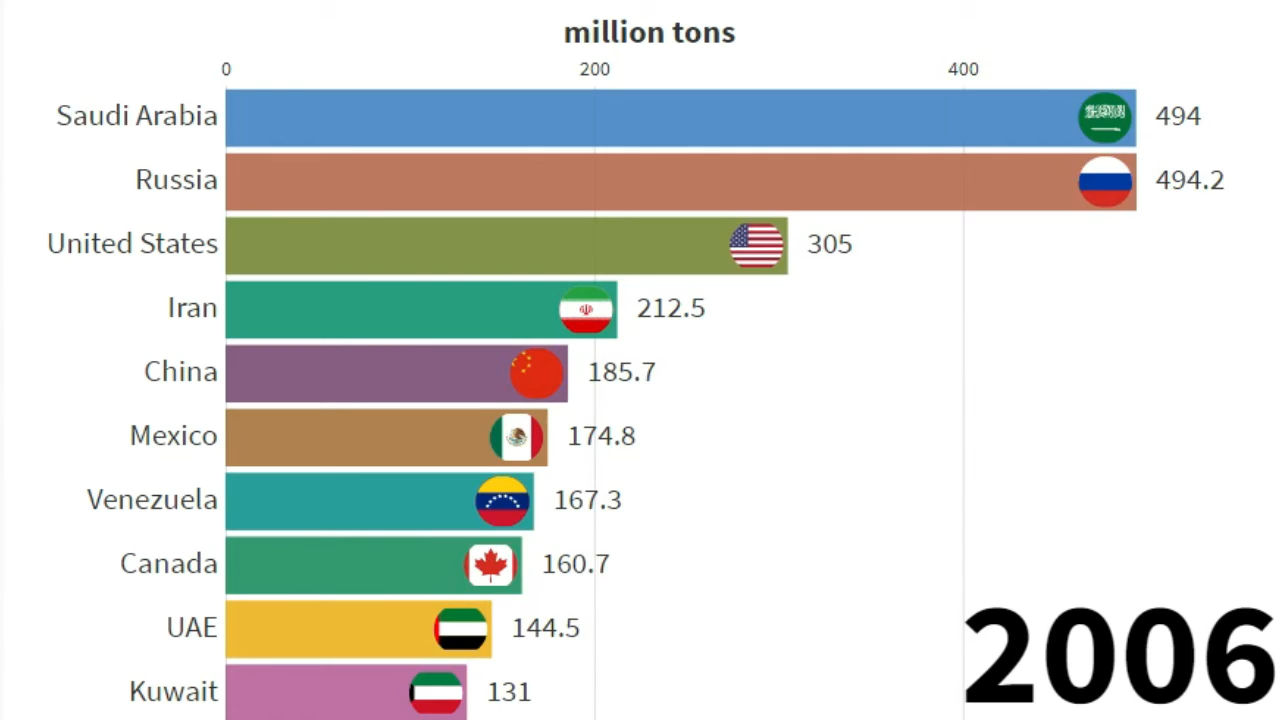 million tons
0 200 400
Saudi Arabia 494
Russia 494.2
United States 305
Iran 212.5
China 185.7
Mexico 174.8
Venezuela 167.3
Canada 160.7
UAE 144.5
Kuwait 131
2006